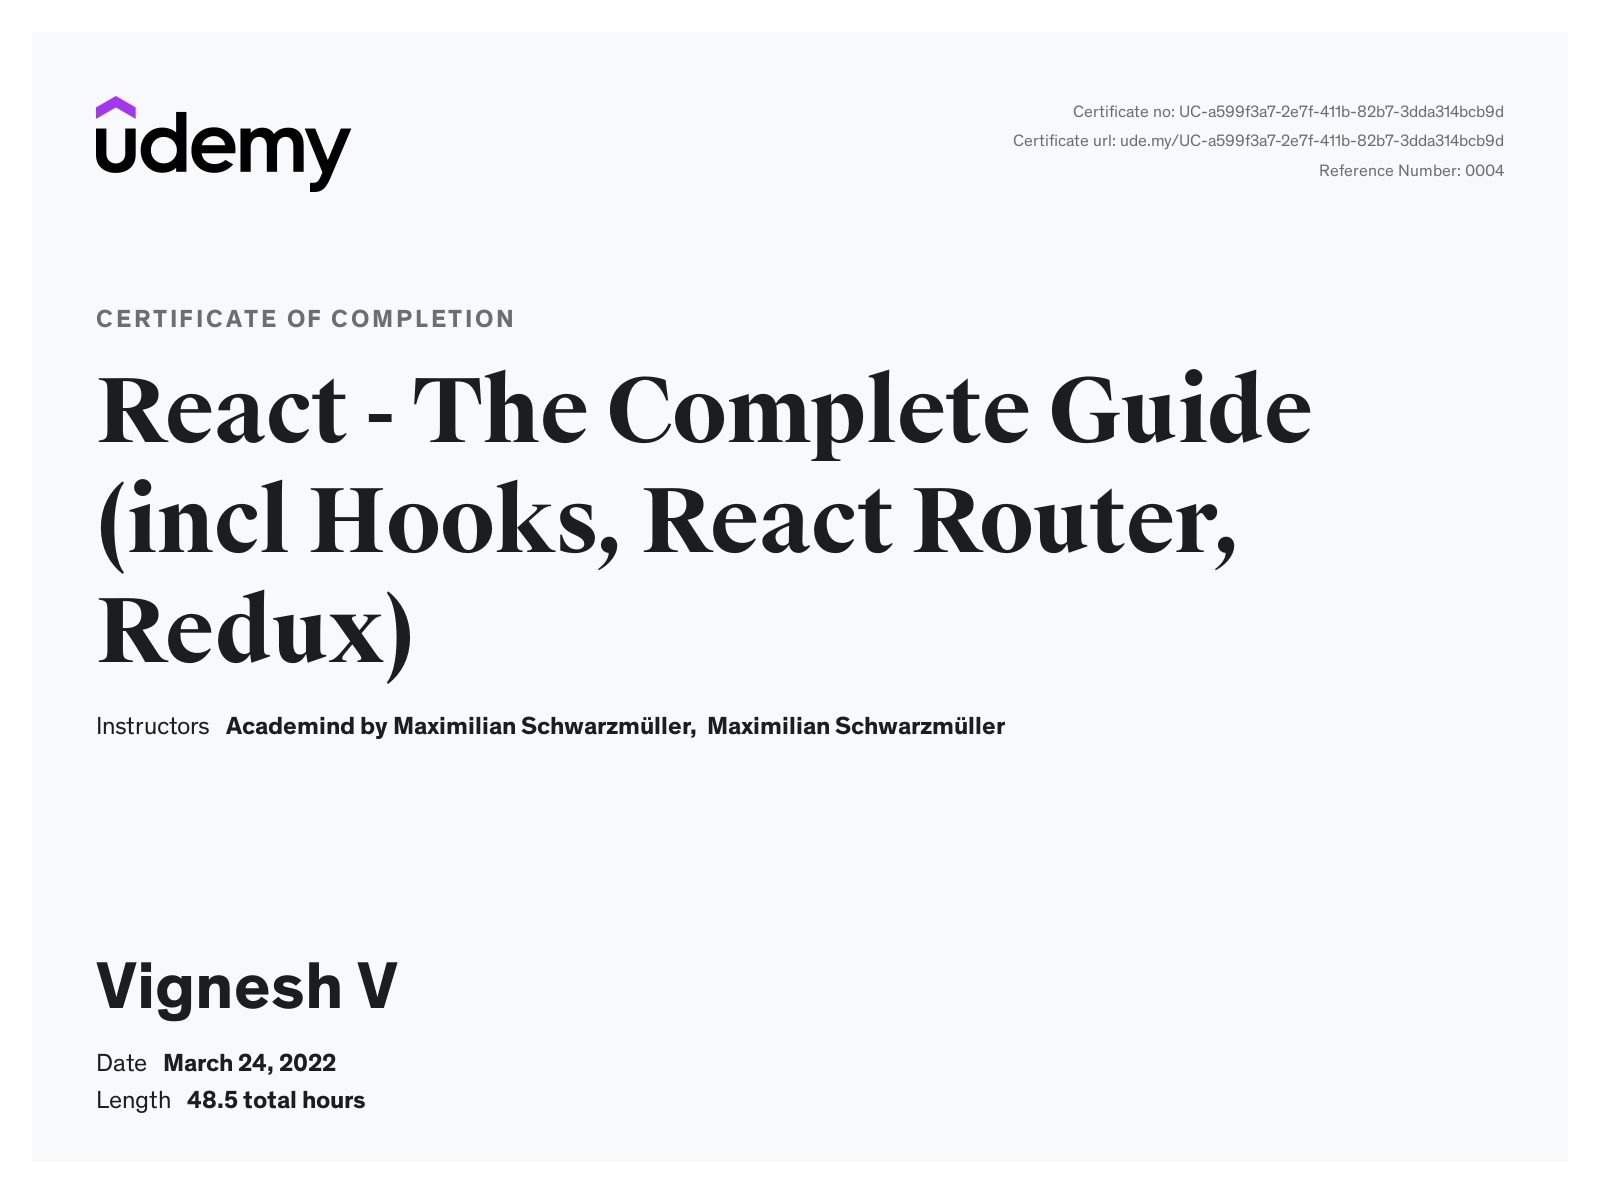 udemy
Certificate no: UC-a599f3a7-2e7f-411b-82b7-3dda314bcb9d
Certificate url: ude.my/UC-a599f3a7-2e7f-411b-82b7-3dda314bcb9d
Reference Number: 0004
CERTIFICATE OF COMPLETION
React - The Complete Guide
(incl Hooks, React Router,
Redux)
Instructors Academind by Maximilian Schwarzmüller, Maximilian Schwarzmüller
Vignesh V
Date March 24, 2022
Length 48.5 total hours